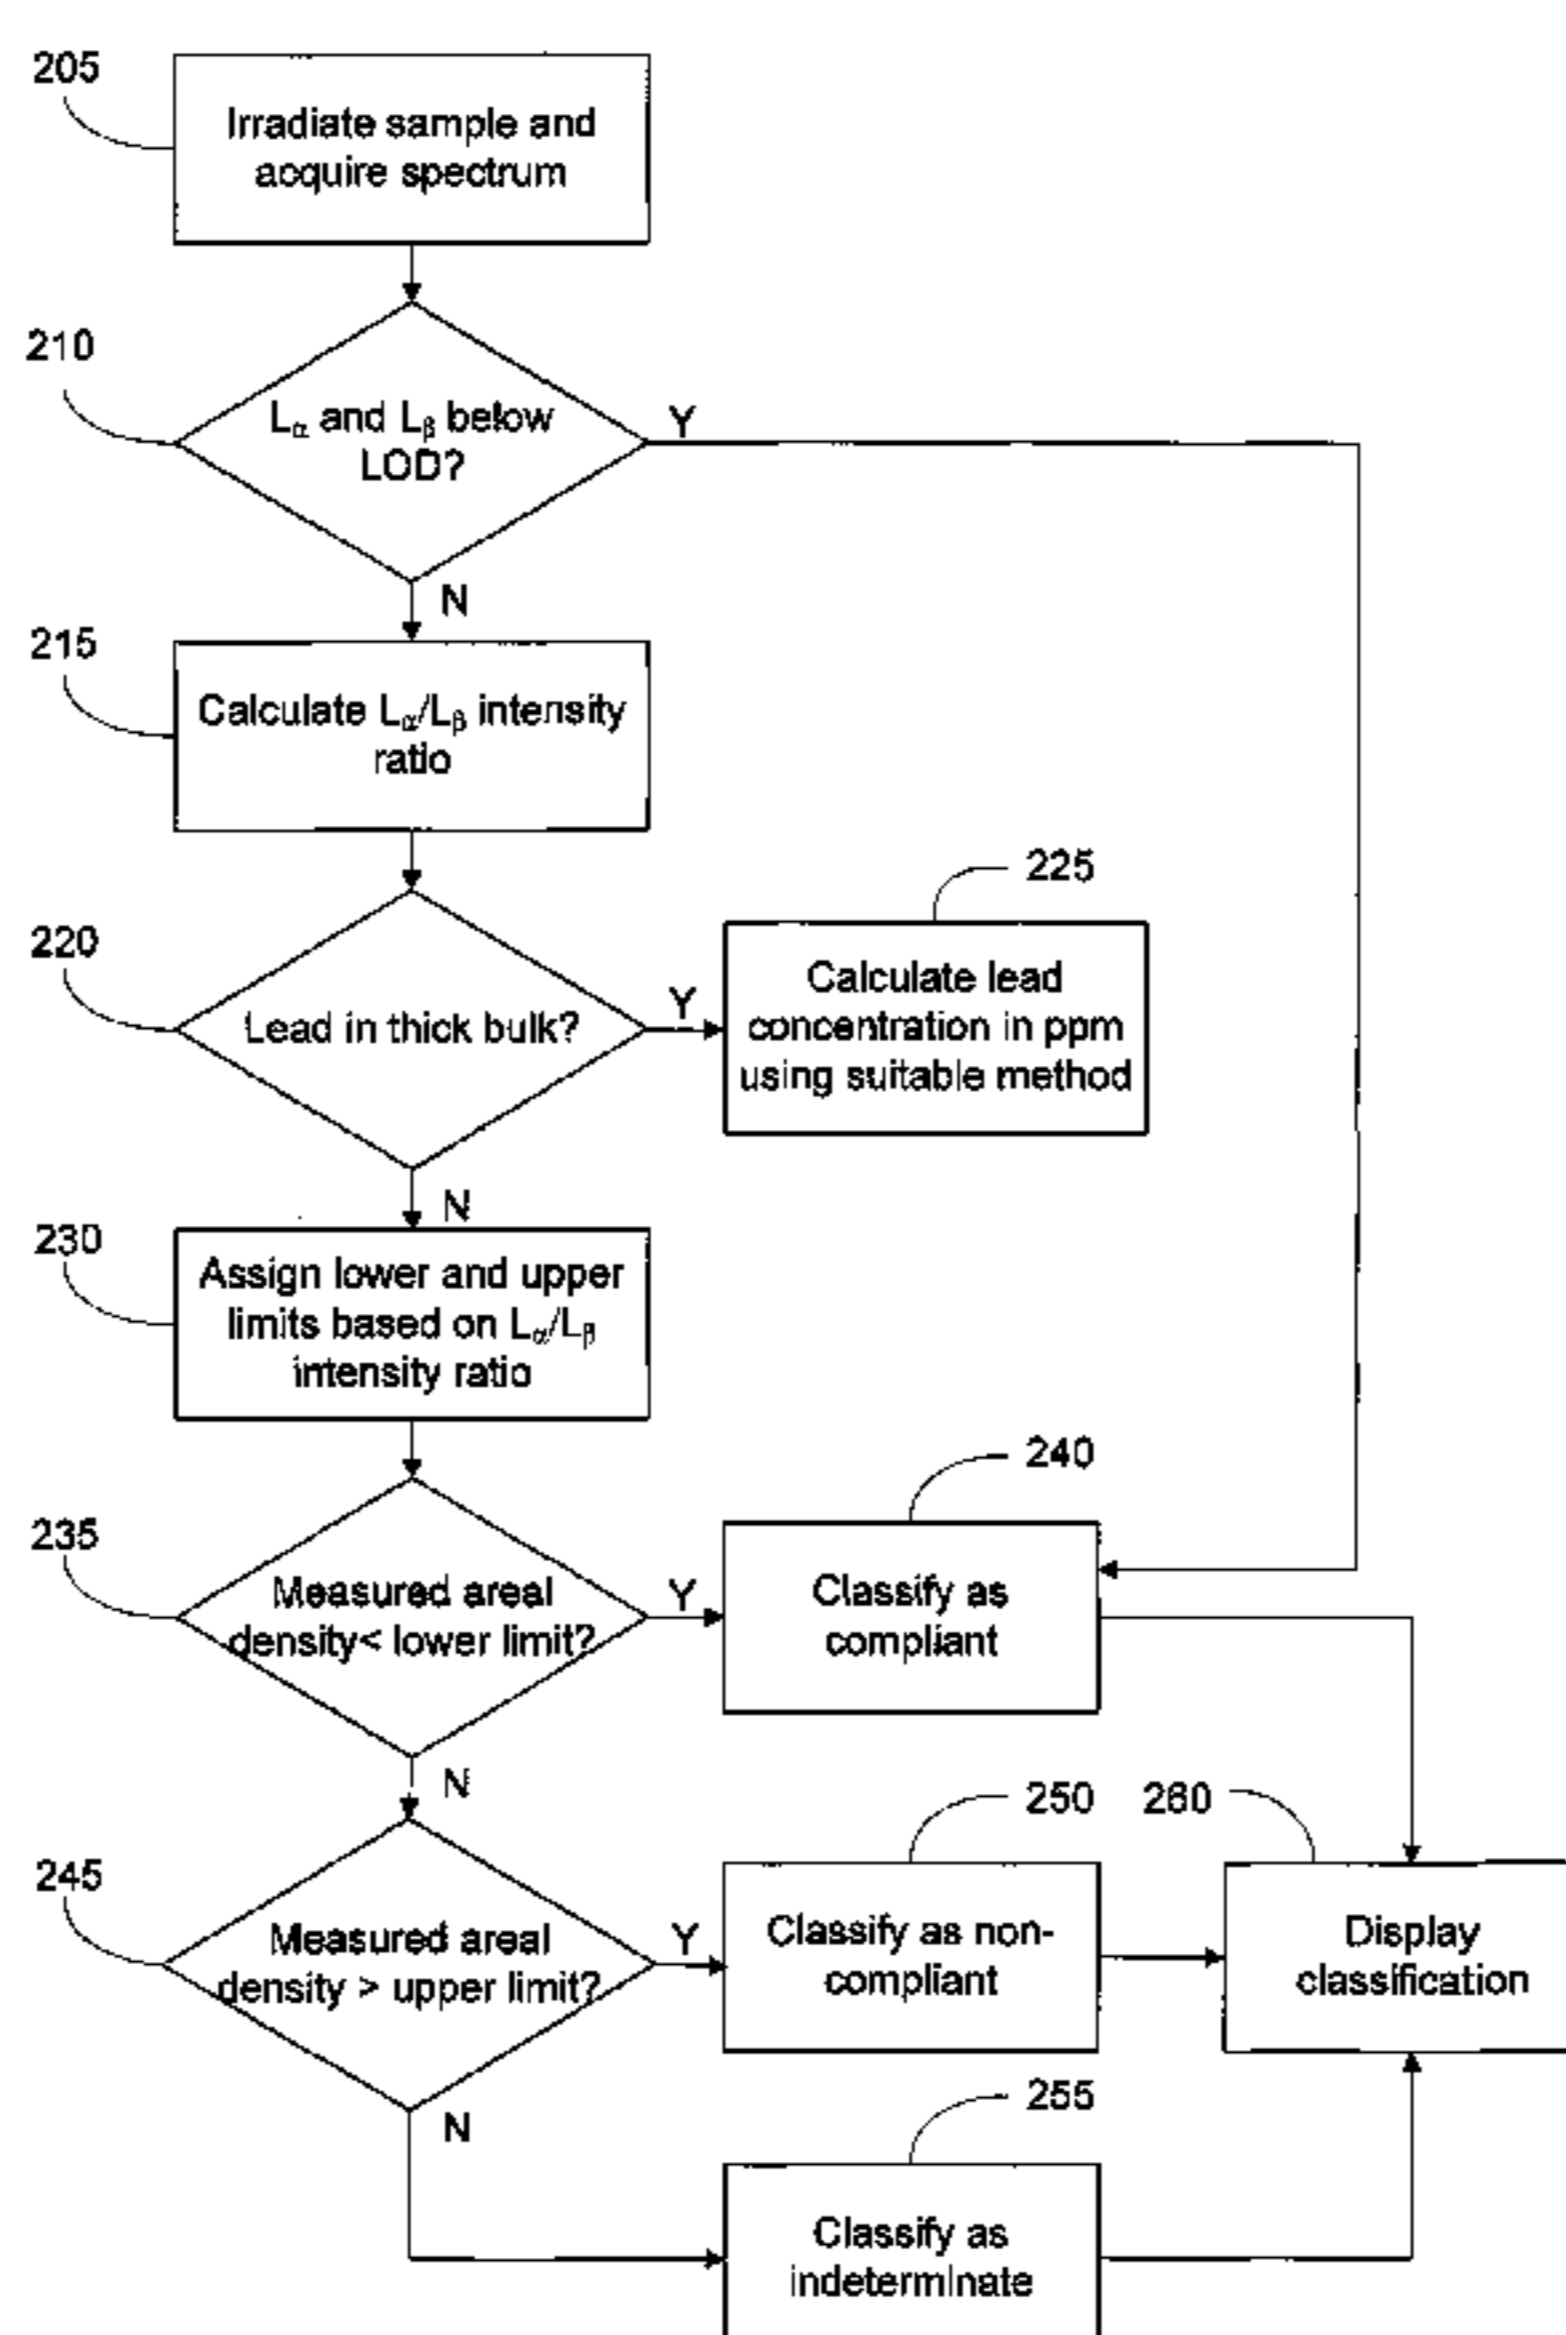 205
Irradiate sample and
acquire spectrum
210
Lα and Lβ below
LOD?
Y
N
215
Calculate Lα/Lβ intensity
ratio
225
220
Lead in thick bulk?
Y
Calculate lead
concentration in ppm
using suitable method
N
230
Assign lower and upper
limits based on Lα/Lβ
intensity ratio
240
235
Measured areal
density< lower limit?
Y
Classify as
compliant
N
250
260
245
Measured areal
density > upper limit?
Y
Classify as non-
compliant
Display
classification
N
255
Classify as
indeterminate